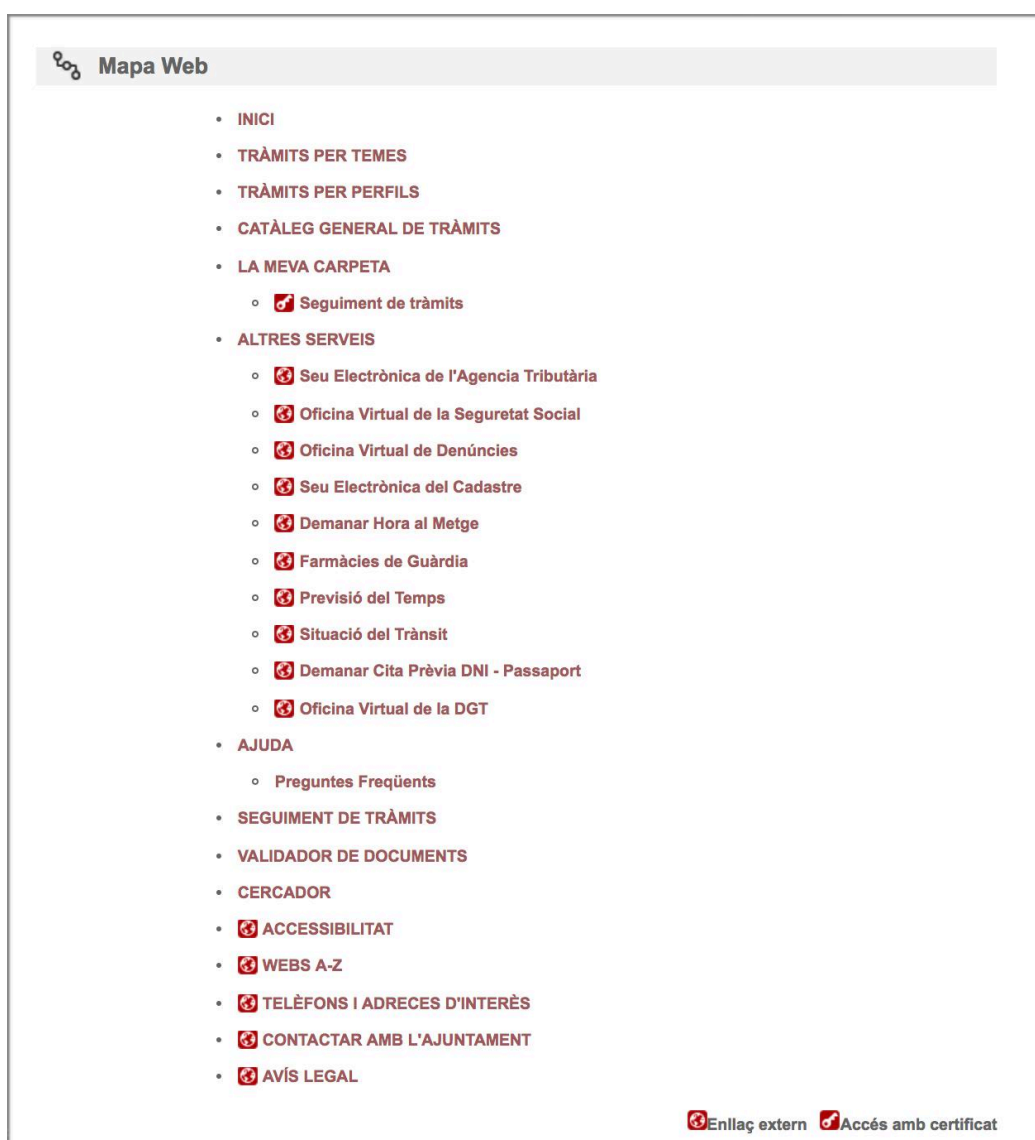 Mapa Web
INICI
TRÀMITS PER TEMES
TRÀMITS PER PERFILS
CATÀLEG GENERAL DE TRÀMITS
LA MEVA CARPETA
Seguiment de tràmits
ALTRES SERVEIS
Seu Electrònica de l'Agencia Tributària
Oficina Virtual de la Seguretat Social
Oficina Virtual de Denúncies
Seu Electrònica del Cadastre
Demanar Hora al Metge
Farmàcies de Guàrdia
Previsió del Temps
Situació del Trànsit
Demanar Cita Prèvia DNI - Passaport
Oficina Virtual de la DGT
AJUDA
Preguntes Freqüents
SEGUIMENT DE TRÀMITS
VALIDADOR DE DOCUMENTS
CERCADOR
ACCESSIBILITAT
WEBS A-Z
TELÈFONS I ADRECES D'INTERÈS
CONTACTAR AMB L'AJUNTAMENT
AVÍS LEGAL
Enllaç extern Accés amb certificat